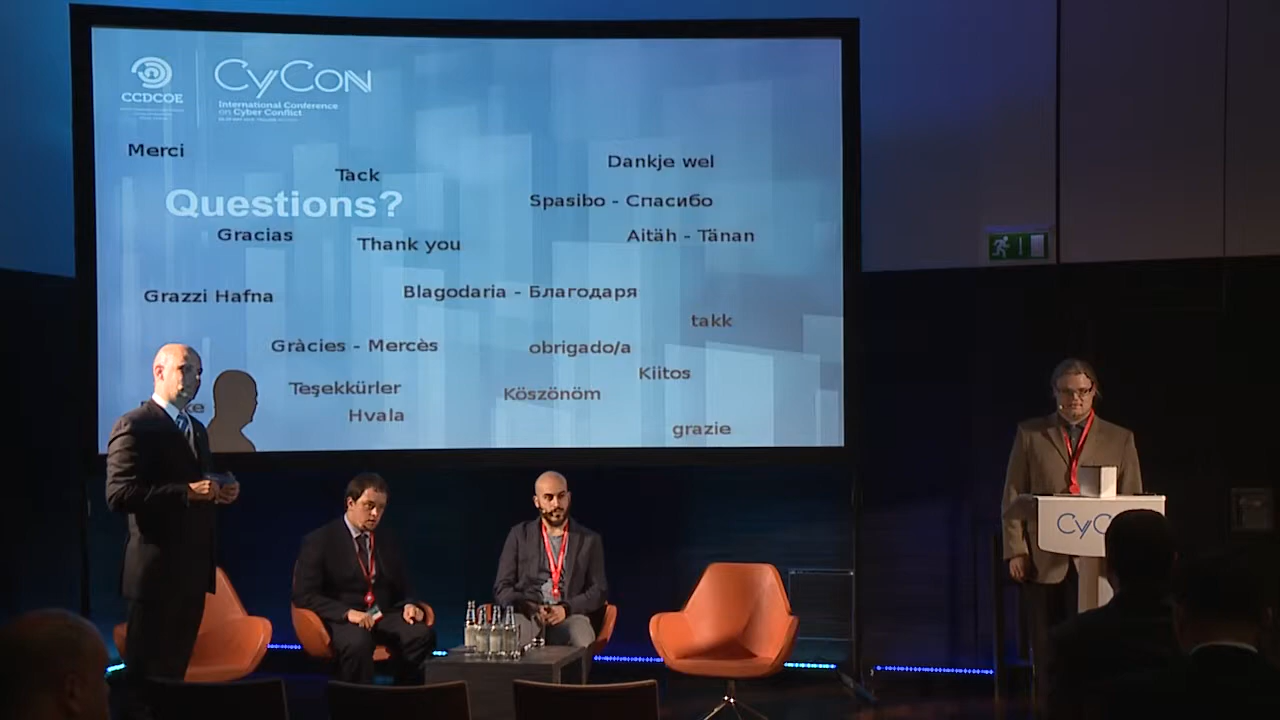 CCDCOE
CYCON
International Conference
on Cyber Conflict
Merci
Dankje wel
Tack
Questions?
Spasibo - Спасибо
Gracias
Thank you
Aitäh - Tänan
Grazzi Hafna
Blagodaria - Благодаря
takk
Gràcies - Mercès
obrigado/a
Kiitos
Teşekkürler
Köszönöm
Hvala
grazie
CyC